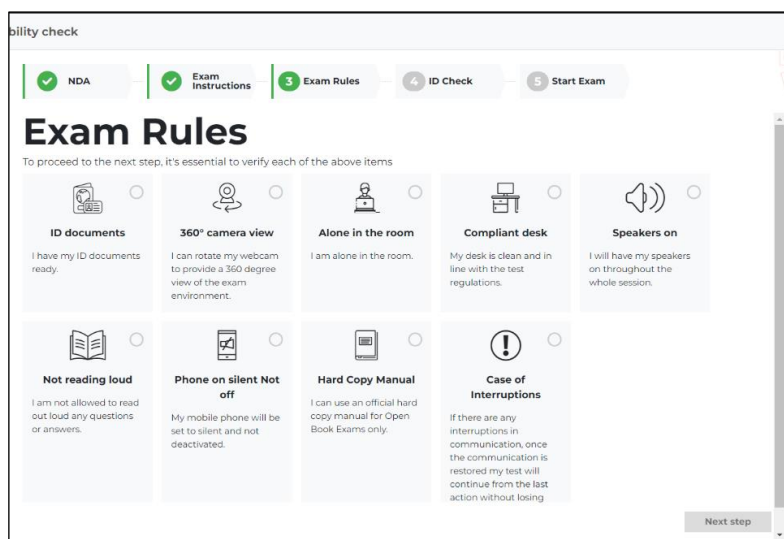 bility check
NDA
Exam
Instructions
3 Exam Rules
4 ID Check
5 Start Exam
Exam Rules
To proceed to the next step, it's essential to verify each of the above items
ID documents
I have my ID documents
ready.
360° camera view
I can rotate my webcam
to provide a 360 degree
view of the exam
environment.
Alone in the room
I am alone in the room.
Compliant desk
My desk is clean and in
line with the test
regulations.
Speakers on
I will have my speakers
on throughout the
whole session.
Not reading loud
I am not allowed to read
out loud any questions
or answers.
Phone on silent Not
off
My mobile phone will be
set to silent and not
deactivated.
Hard Copy Manual
I can use an official hard
copy manual for Open
Book Exams only.
Case of
Interruptions
If there are any
interruptions in
communication, once
the communication is
restored my test will
continue from the last
action without losing
Next step